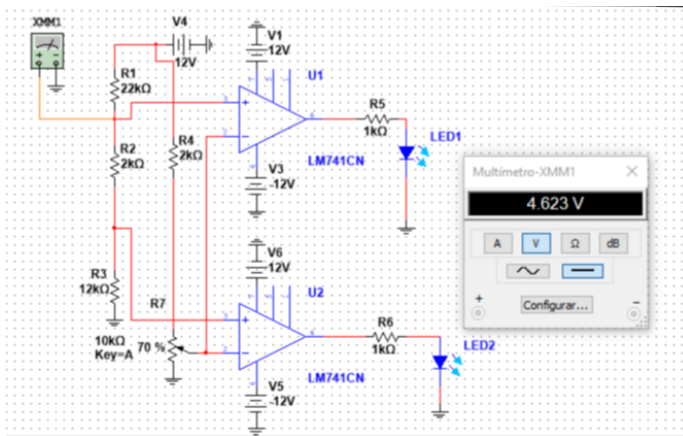 XMM1
V4
12V
V1
12V
U1
R1
22kΩ
R5
1kΩ
LED1
R2
2kΩ
R4
2kΩ
LM741CN
V3
-12V
Multímetro-XMM1
4.623 V
A
V
Ω
dB
+
Configurar...
-
V6
12V
U2
R3
12kΩ
R7
10kΩ
Key=A
70 %
R6
1kΩ
LED2
LM741CN
V5
-12V